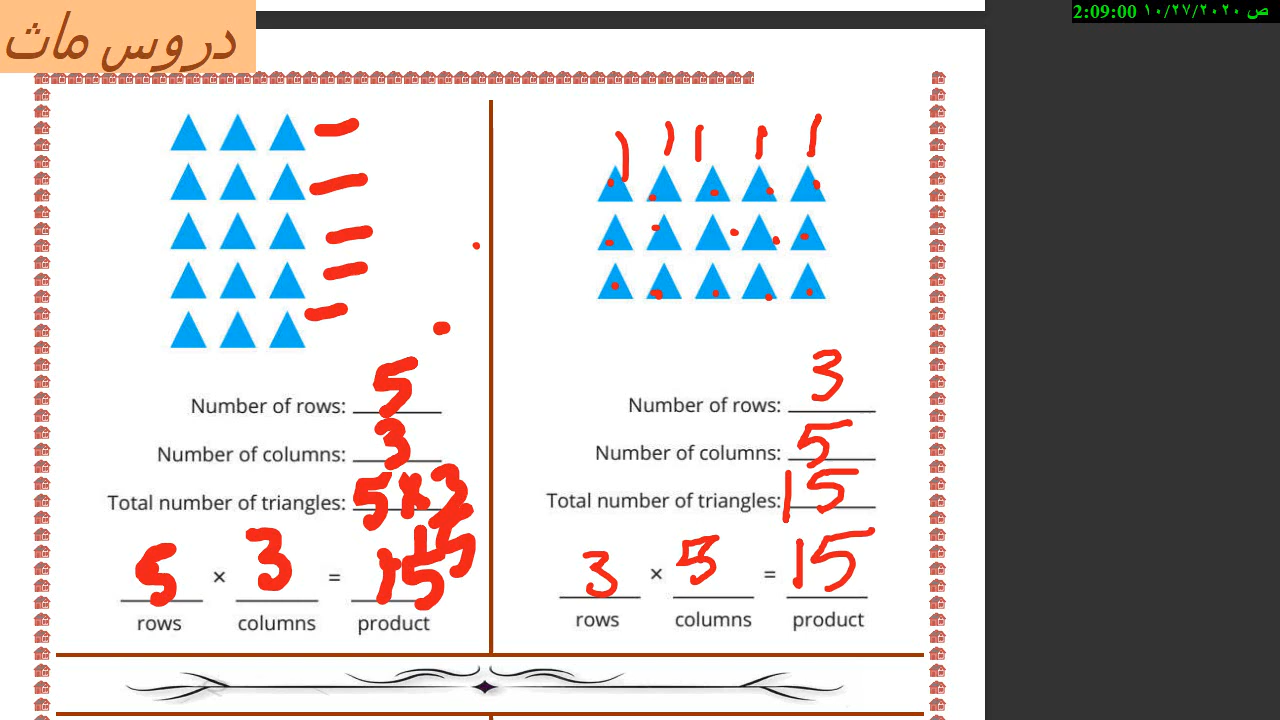 دروس ماث
2:09:00 ١٠/٢٧/٢٠٢٠ ص
Number of rows: 5
Number of columns: 3
Total number of triangles: 5x3
15
5 × 3 = 15
rows columns product
Number of rows: 3
Number of columns: 5
Total number of triangles: 15
3 × 5 = 15
rows columns product